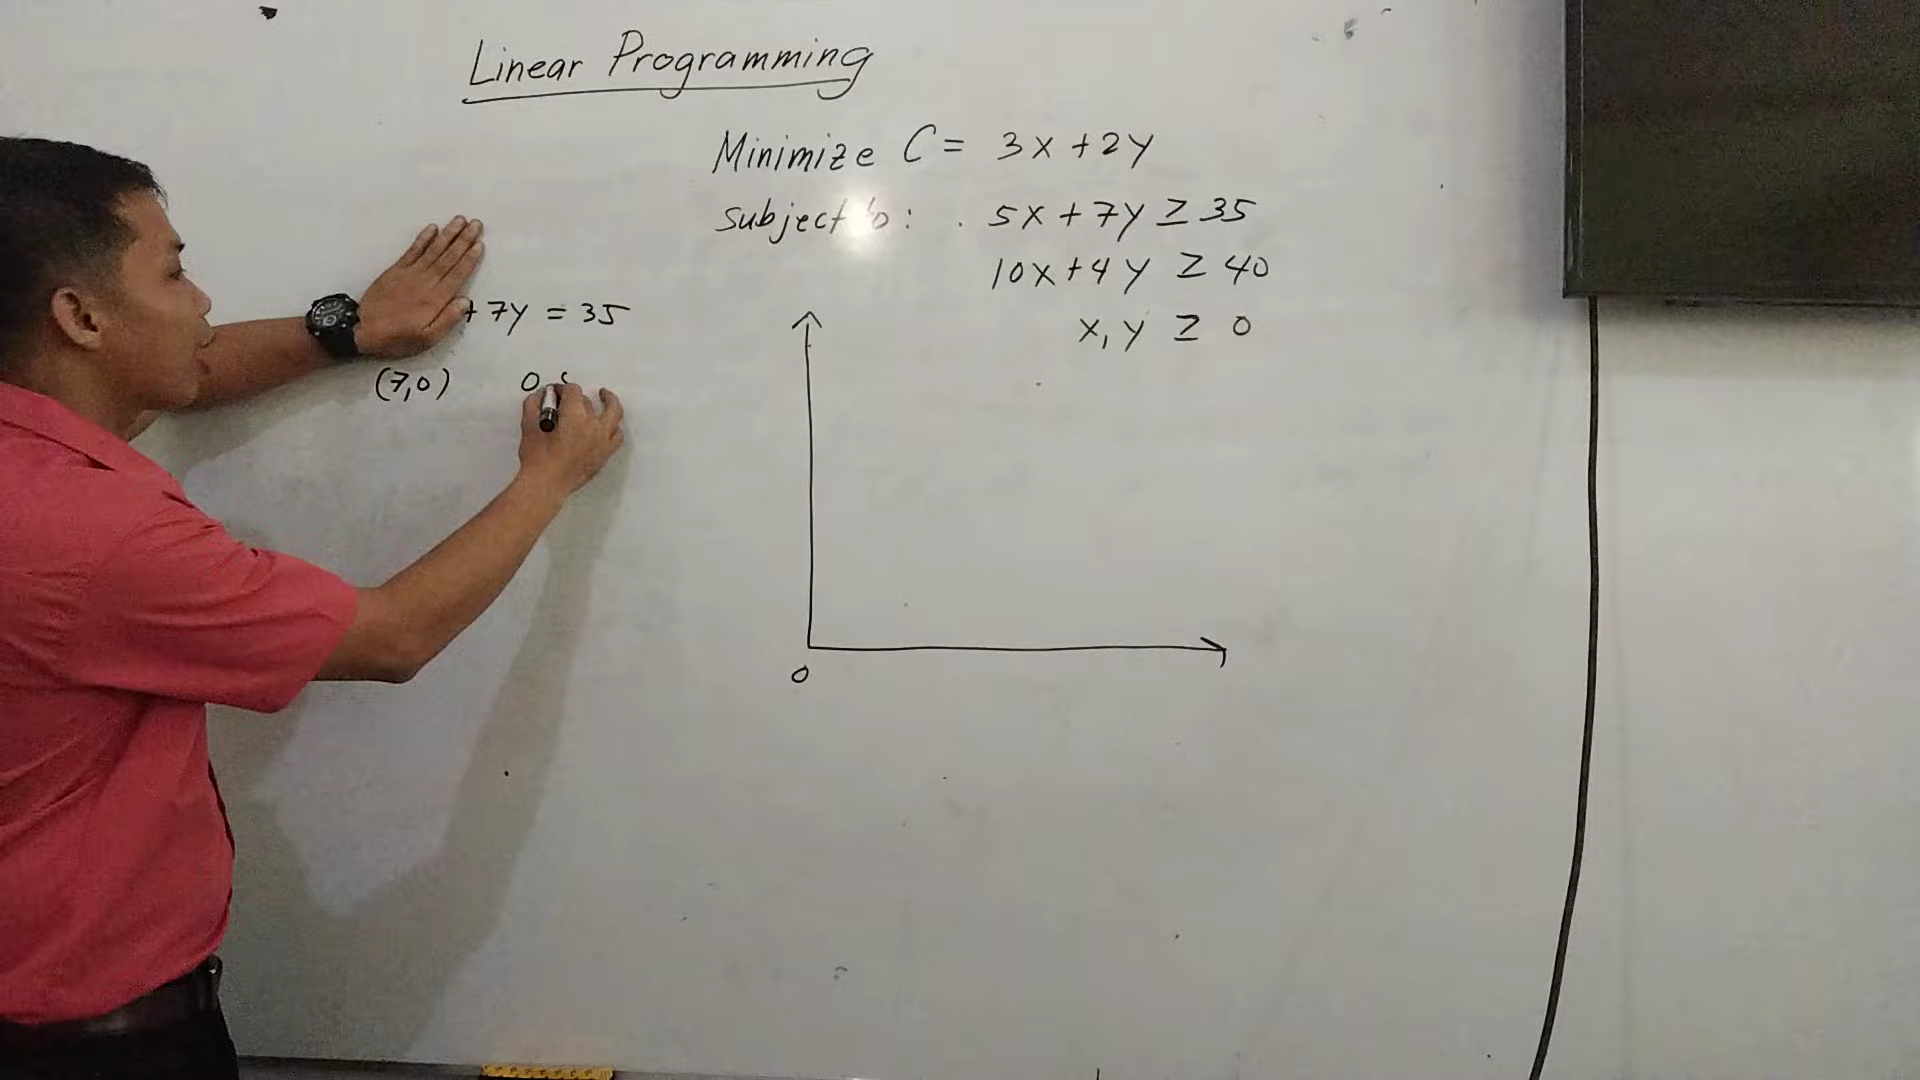 Linear Programming
Minimize C = 3x + 2y
subject to: 5x + 7y ≥ 35
10x + 4y ≥ 40
x, y ≥ 0
+ 7y = 35
(7,0) 0
0